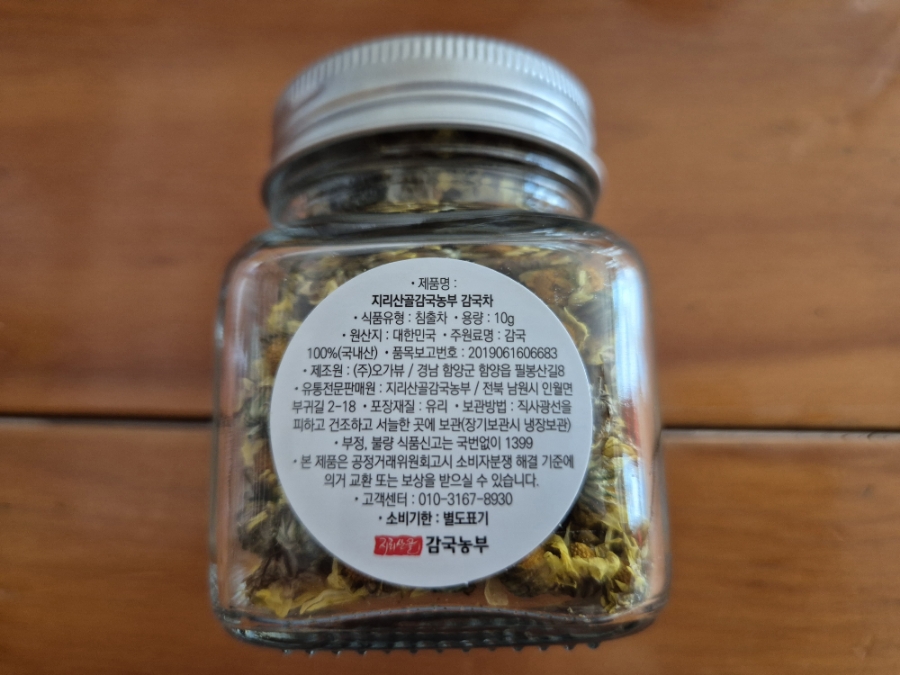 • 제품명 :
지리산골감국농부 감국차
• 식품유형 : 침출차 • 용량 : 10g
• 원산지 : 대한민국 • 주원료명 : 감국
100%(국내산) • 품목보고번호 : 2019061606683
• 제조원 : (주)오가뷰 / 경남 함양군 함양읍 필봉산길8
• 유통전문판매원 : 지리산골감국농부 / 전북 남원시 인월면
부귀길 2-18 • 포장재질 : 유리 • 보관방법 : 직사광선을
피하고 건조하고 서늘한 곳에 보관(장기보관시 냉장보관)
• 부정, 불량 식품신고는 국번없이 1399
• 본 제품은 공정거래위원회고시 소비자분쟁 해결 기준에
의거 교환 또는 보상을 받으실 수 있습니다.
• 고객센터 : 010-3167-8930
• 소비기한 : 별도표기
지리산골 감국농부